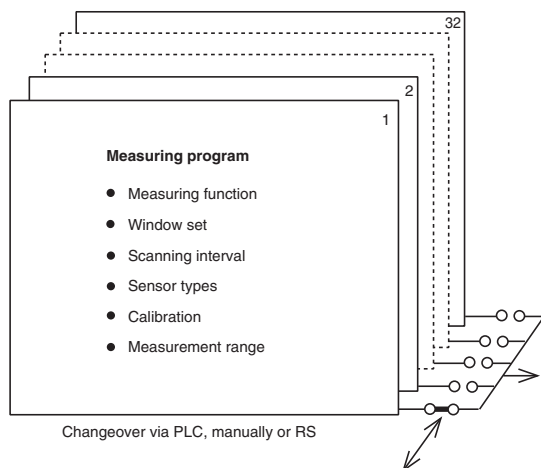 32
2
1
Measuring program
● Measuring function
● Window set
● Scanning interval
● Sensor types
● Calibration
● Measurement range
Changeover via PLC, manually or RS